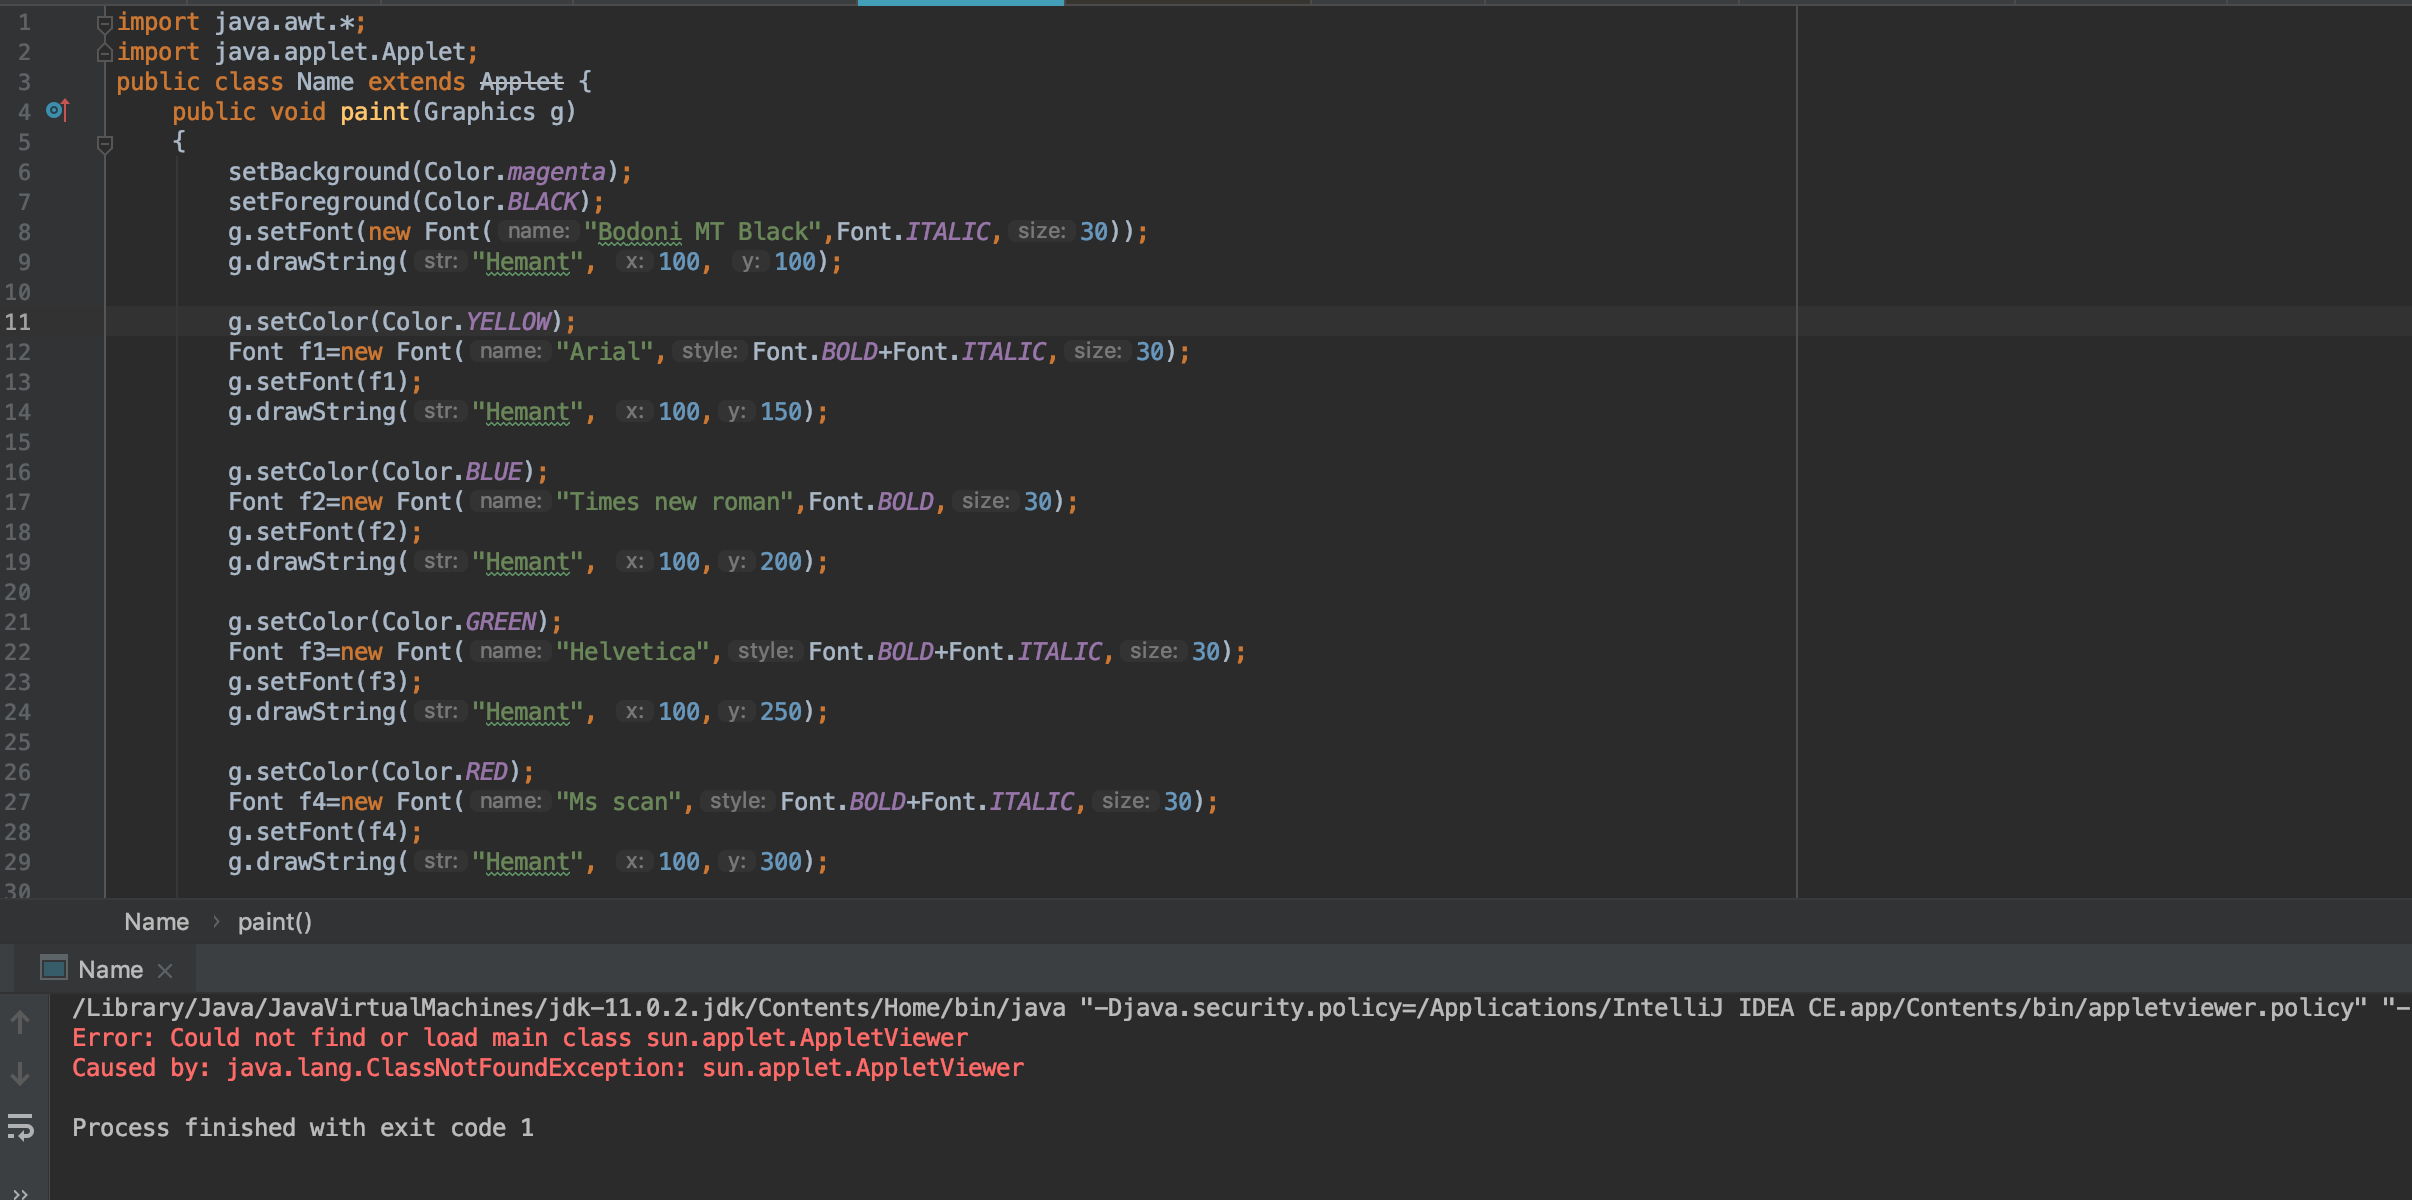 1 import java.awt.*;
2 import java.applet.Applet;
3 public class Name extends Applet {
4 public void paint(Graphics g)
5 {
6 setBackground(Color.magenta);
7 setForeground(Color.BLACK);
8 g.setFont(new Font( name: "Bodoni MT Black",Font.ITALIC, size: 30));
9 g.drawString( str: "Hemant", x: 100, y: 100);
10
11 g.setColor(Color.YELLOW);
12 Font f1=new Font( name: "Arial", style: Font.BOLD+Font.ITALIC, size: 30);
13 g.setFont(f1);
14 g.drawString( str: "Hemant", x: 100, y: 150);
15
16 g.setColor(Color.BLUE);
17 Font f2=new Font( name: "Times new roman",Font.BOLD, size: 30);
18 g.setFont(f2);
19 g.drawString( str: "Hemant", x: 100, y: 200);
20
21 g.setColor(Color.GREEN);
22 Font f3=new Font( name: "Helvetica", style: Font.BOLD+Font.ITALIC, size: 30);
23 g.setFont(f3);
24 g.drawString( str: "Hemant", x: 100, y: 250);
25
26 g.setColor(Color.RED);
27 Font f4=new Font( name: "Ms scan", style: Font.BOLD+Font.ITALIC, size: 30);
28 g.setFont(f4);
29 g.drawString( str: "Hemant", x: 100, y: 300);
30
Name › paint()
Name ×
/Library/Java/JavaVirtualMachines/jdk-11.0.2.jdk/Contents/Home/bin/java "-Djava.security.policy=/Applications/IntelliJ IDEA CE.app/Contents/bin/appletviewer.policy" "-
Error: Could not find or load main class sun.applet.AppletViewer
Caused by: java.lang.ClassNotFoundException: sun.applet.AppletViewer
Process finished with exit code 1